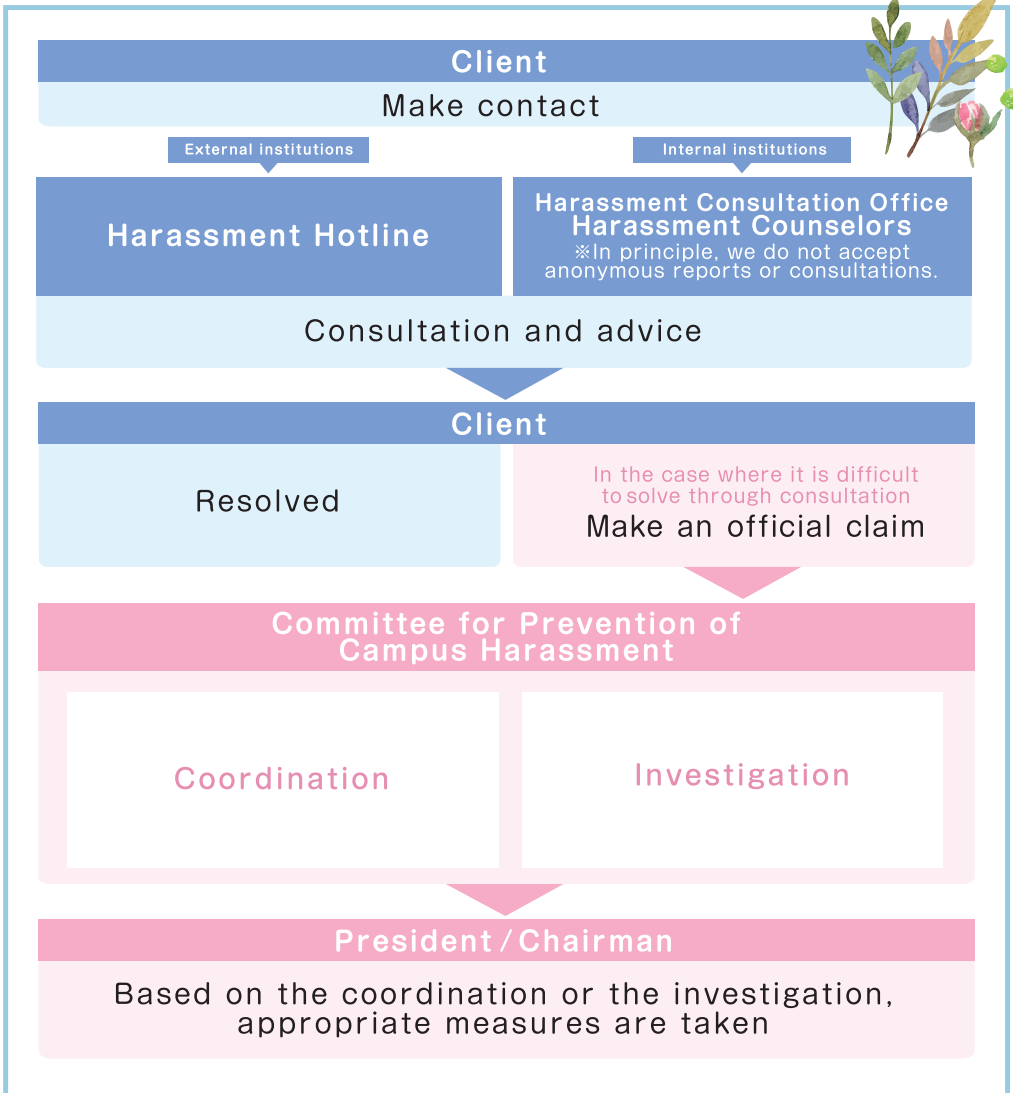 Client
Make contact
External institutions
Internal institutions
Harassment Hotline
Harassment Consultation Office
Harassment Counselors
※In principle, we do not accept
anonymous reports or consultations.
Consultation and advice
Client
Resolved
In the case where it is difficult
to solve through consultation
Make an official claim
Committee for Prevention of
Campus Harassment
Coordination
Investigation
President / Chairman
Based on the coordination or the investigation,
appropriate measures are taken